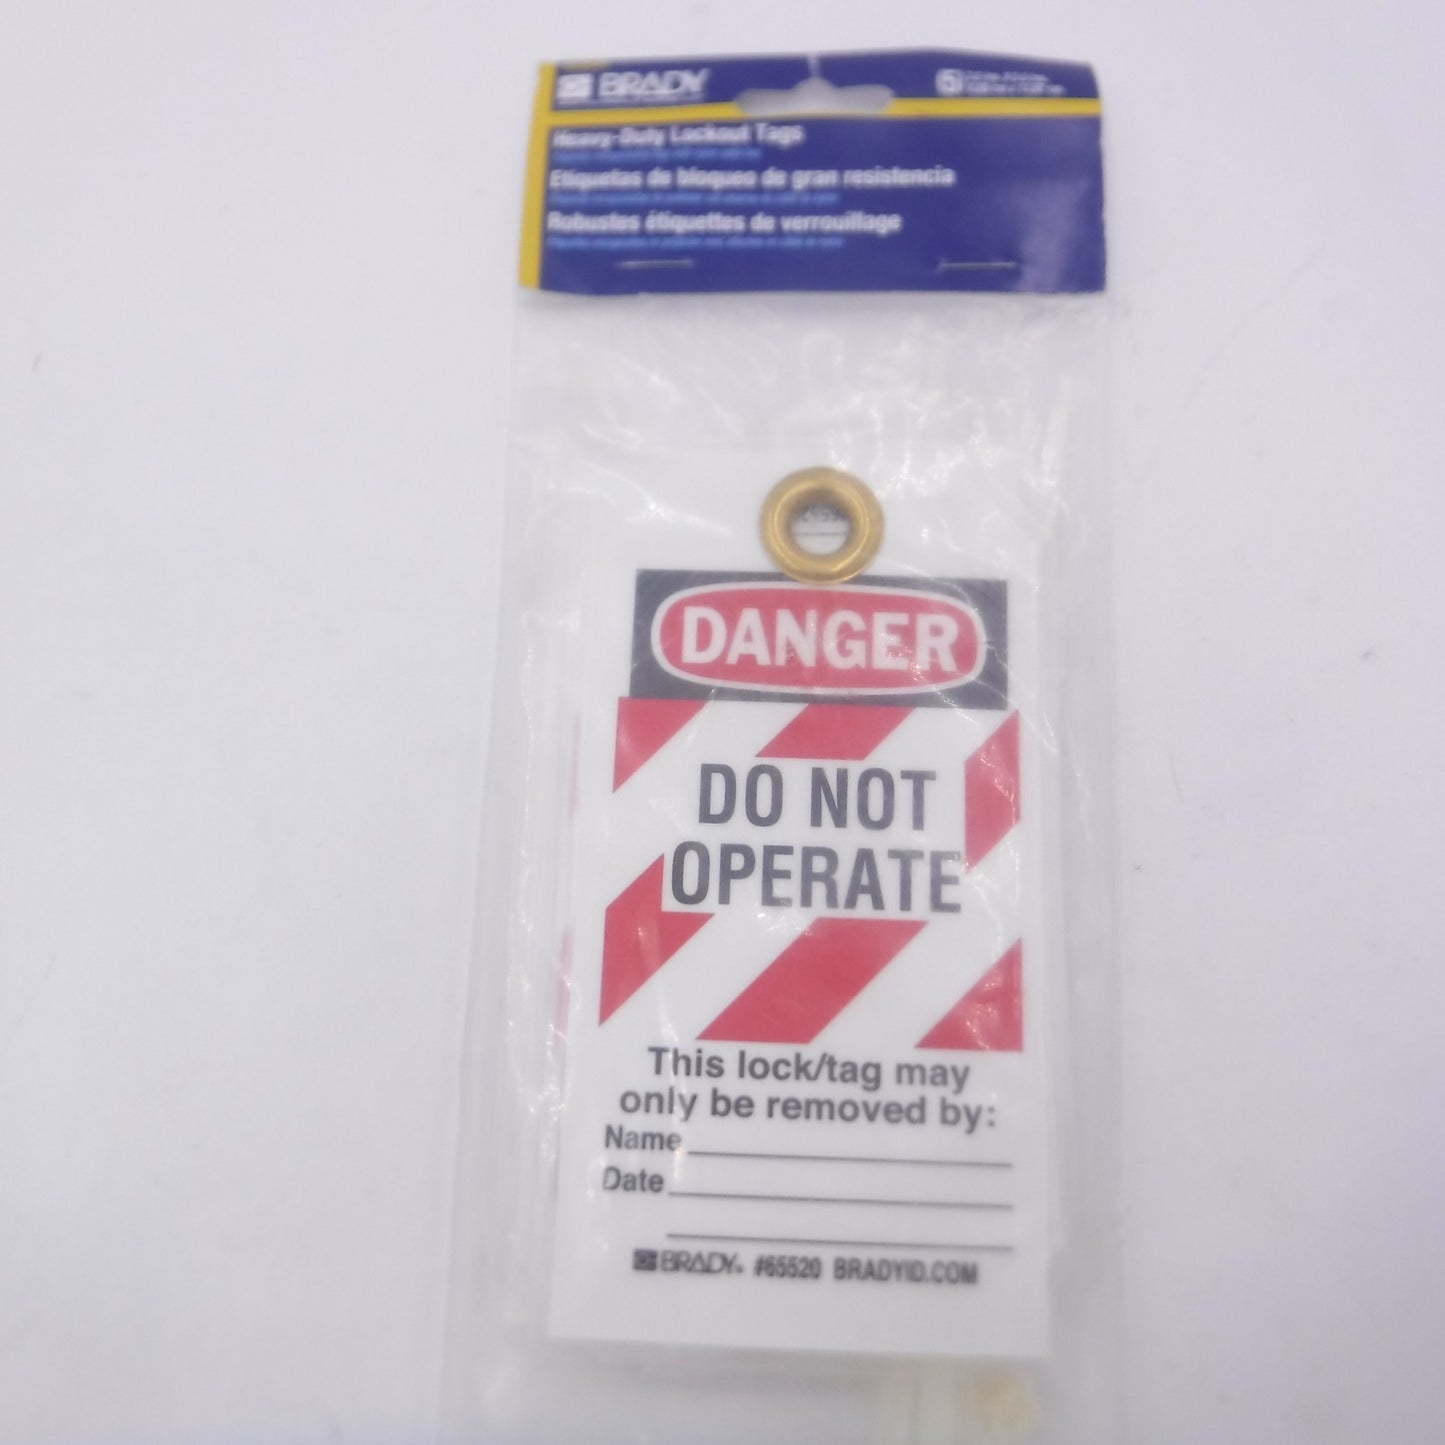 BRADY
5
Heavy-Duty Lockout Tags
Etiquetas de bloqueo de gran resistencia
Robustes étiquettes de verrouillage
DANGER
DO NOT
OPERATE
This lock/tag may
only be removed by:
Name
Date
BRADY. #65520 BRADYID.COM